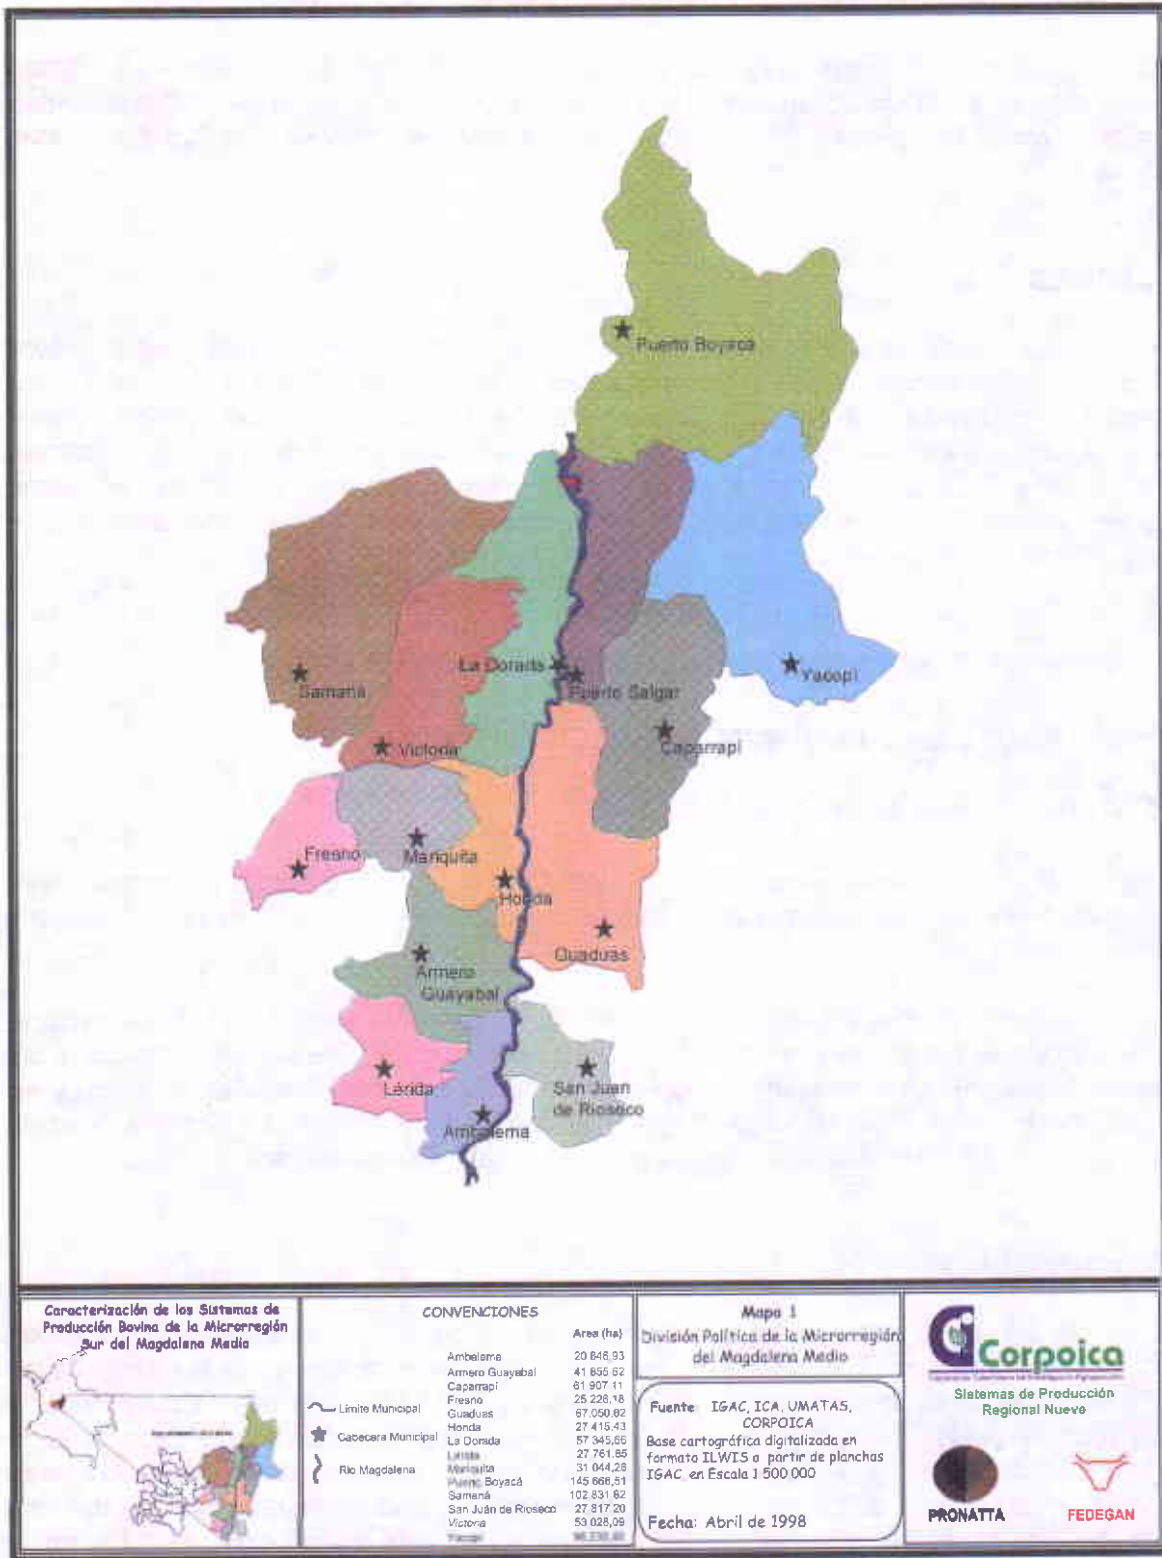 Puerto Boyacá
La Dorada
Puerto Salgar
Yacopí
Samaná
Victoria
Caparrapí
Fresno
Mariquita
Honda
Guaduas
Armero
Guayabal
Lérida
San Juan
de Rioseco
Ambalema
Caracterización de los Sistemas de
Producción Bovina de la Microrregión
Sur del Magdalena Medio
CONVENCIONES
Limite Municipal
Cabecera Municipal
Rio Magdalena
Area (ha)
Ambalema 20 846,93
Armero Guayabal 41 855,62
Caparrapí 61 907 11
Fresno 25 226,18
Guaduas 67.050,82
Honda 27 415,43
La Dorada 57 345,66
Lérida 27 761,85
Mariquita 31 044,28
Puerto Boyacá 145 666,51
Samaná 102 831,82
San Juán de Rioseco 27 817,20
Victoria 53 028,09
Yacopí
Mapa 1
División Política de la Microrregión
del Magdalena Medio
Fuente: IGAC, ICA, UMATAS,
CORPOICA
Base cartográfica digitalizada en
formato ILWIS a partir de planchas
IGAC, en Escala 1 500 000
Fecha: Abril de 1998
Corpoica
Sistemas de Producción
Regional Nueve
PRONATTA
FEDEGAN